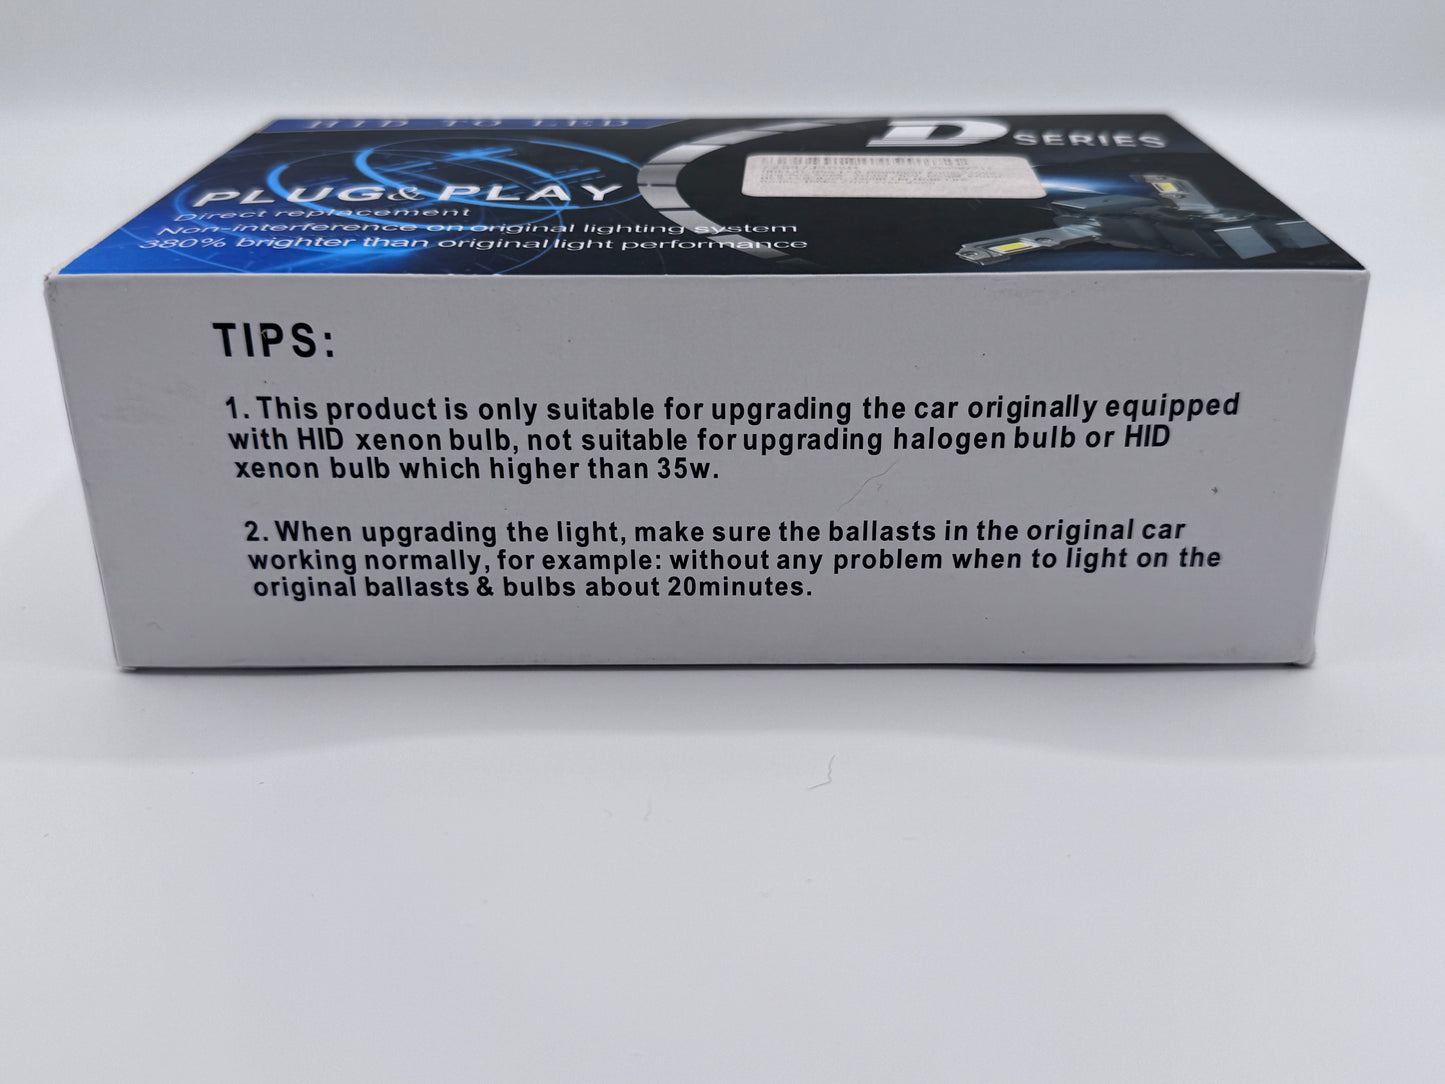 HID TO LED
D SERIES
PLUG & PLAY
Direct replacement
Non-interference on original lighting system
380% brighter than original light performance
TIPS:
1. This product is only suitable for upgrading the car originally equipped
with HID xenon bulb, not suitable for upgrading halogen bulb or HID
xenon bulb which higher than 35w.
2. When upgrading the light, make sure the ballasts in the original car
working normally, for example: without any problem when to light on the
original ballasts & bulbs about 20minutes.